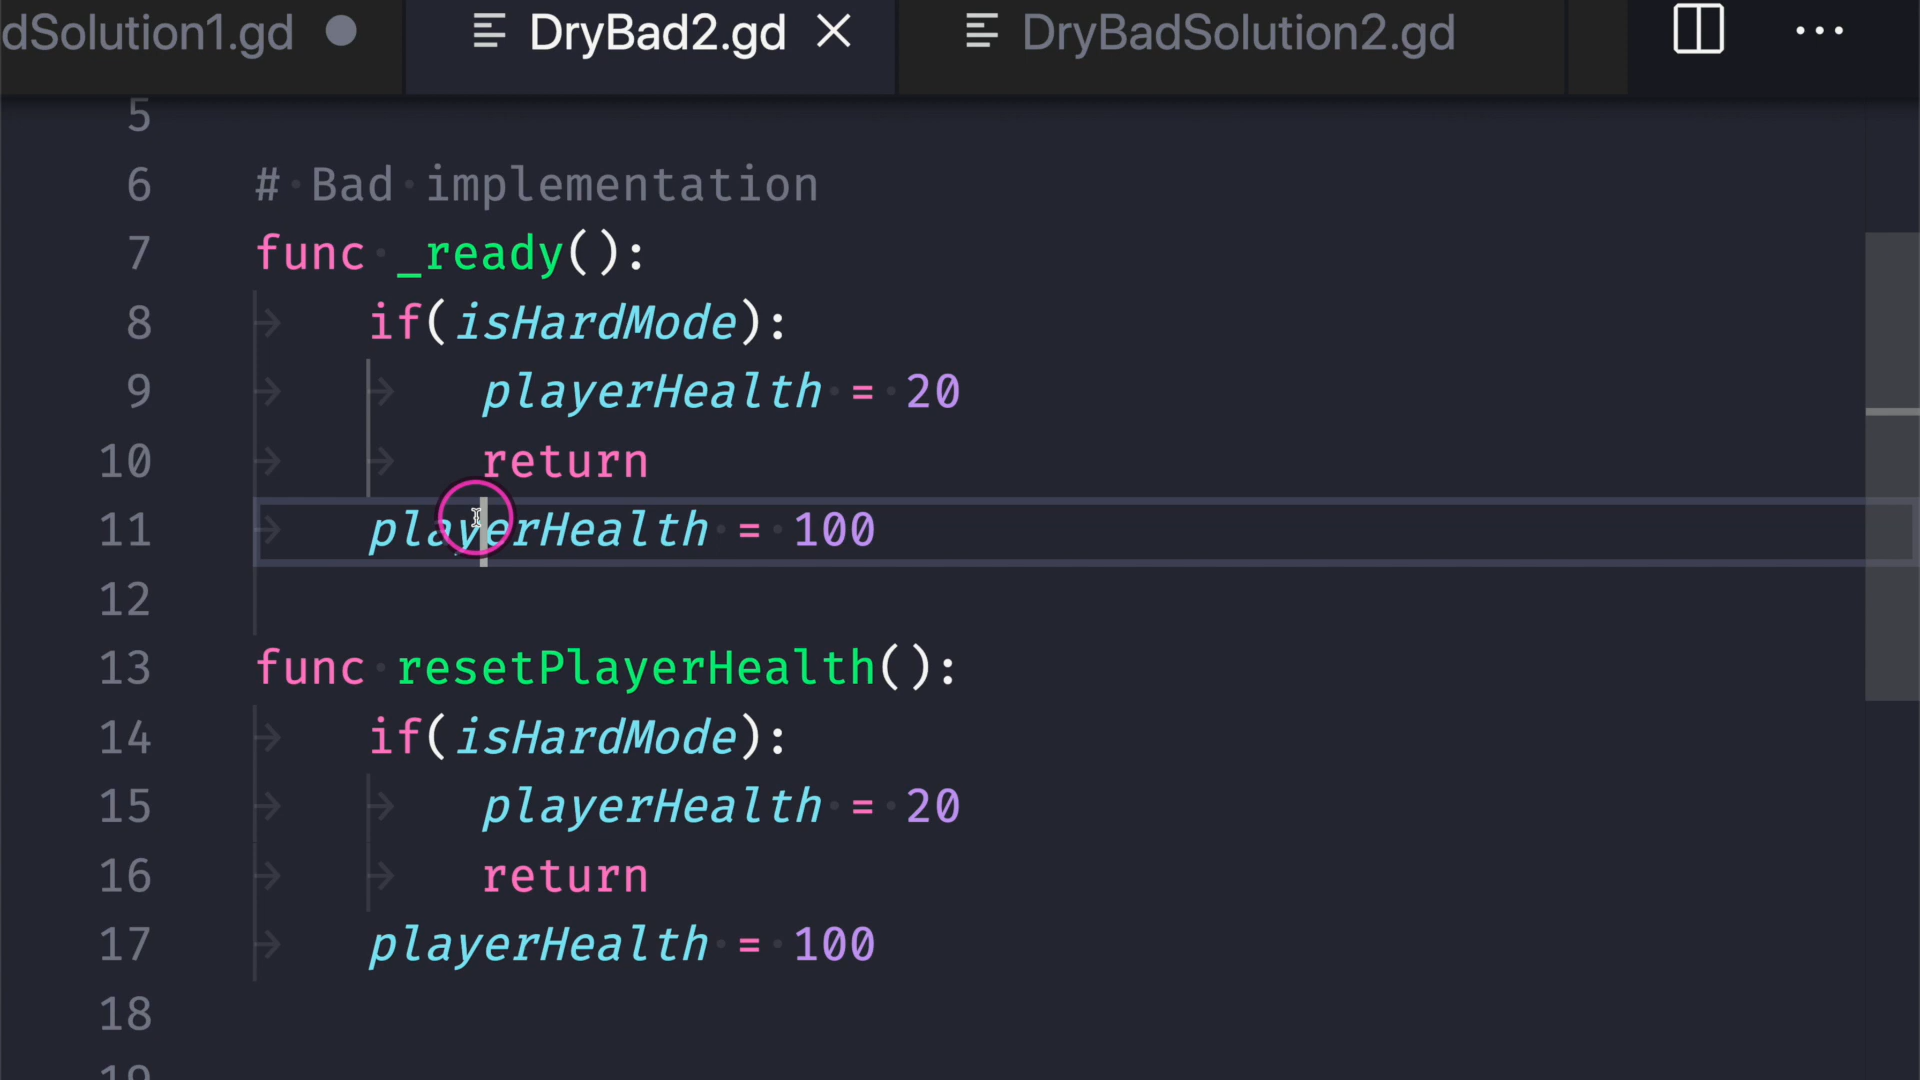 dSolution1.gd DryBad2.gd DryBadSolution2.gd
5
6 # Bad implementation
7 func _ready():
8 if(isHardMode):
9 playerHealth = 20
10 return
11 playerHealth = 100
12
13 func resetPlayerHealth():
14 if(isHardMode):
15 playerHealth = 20
16 return
17 playerHealth = 100
18
19